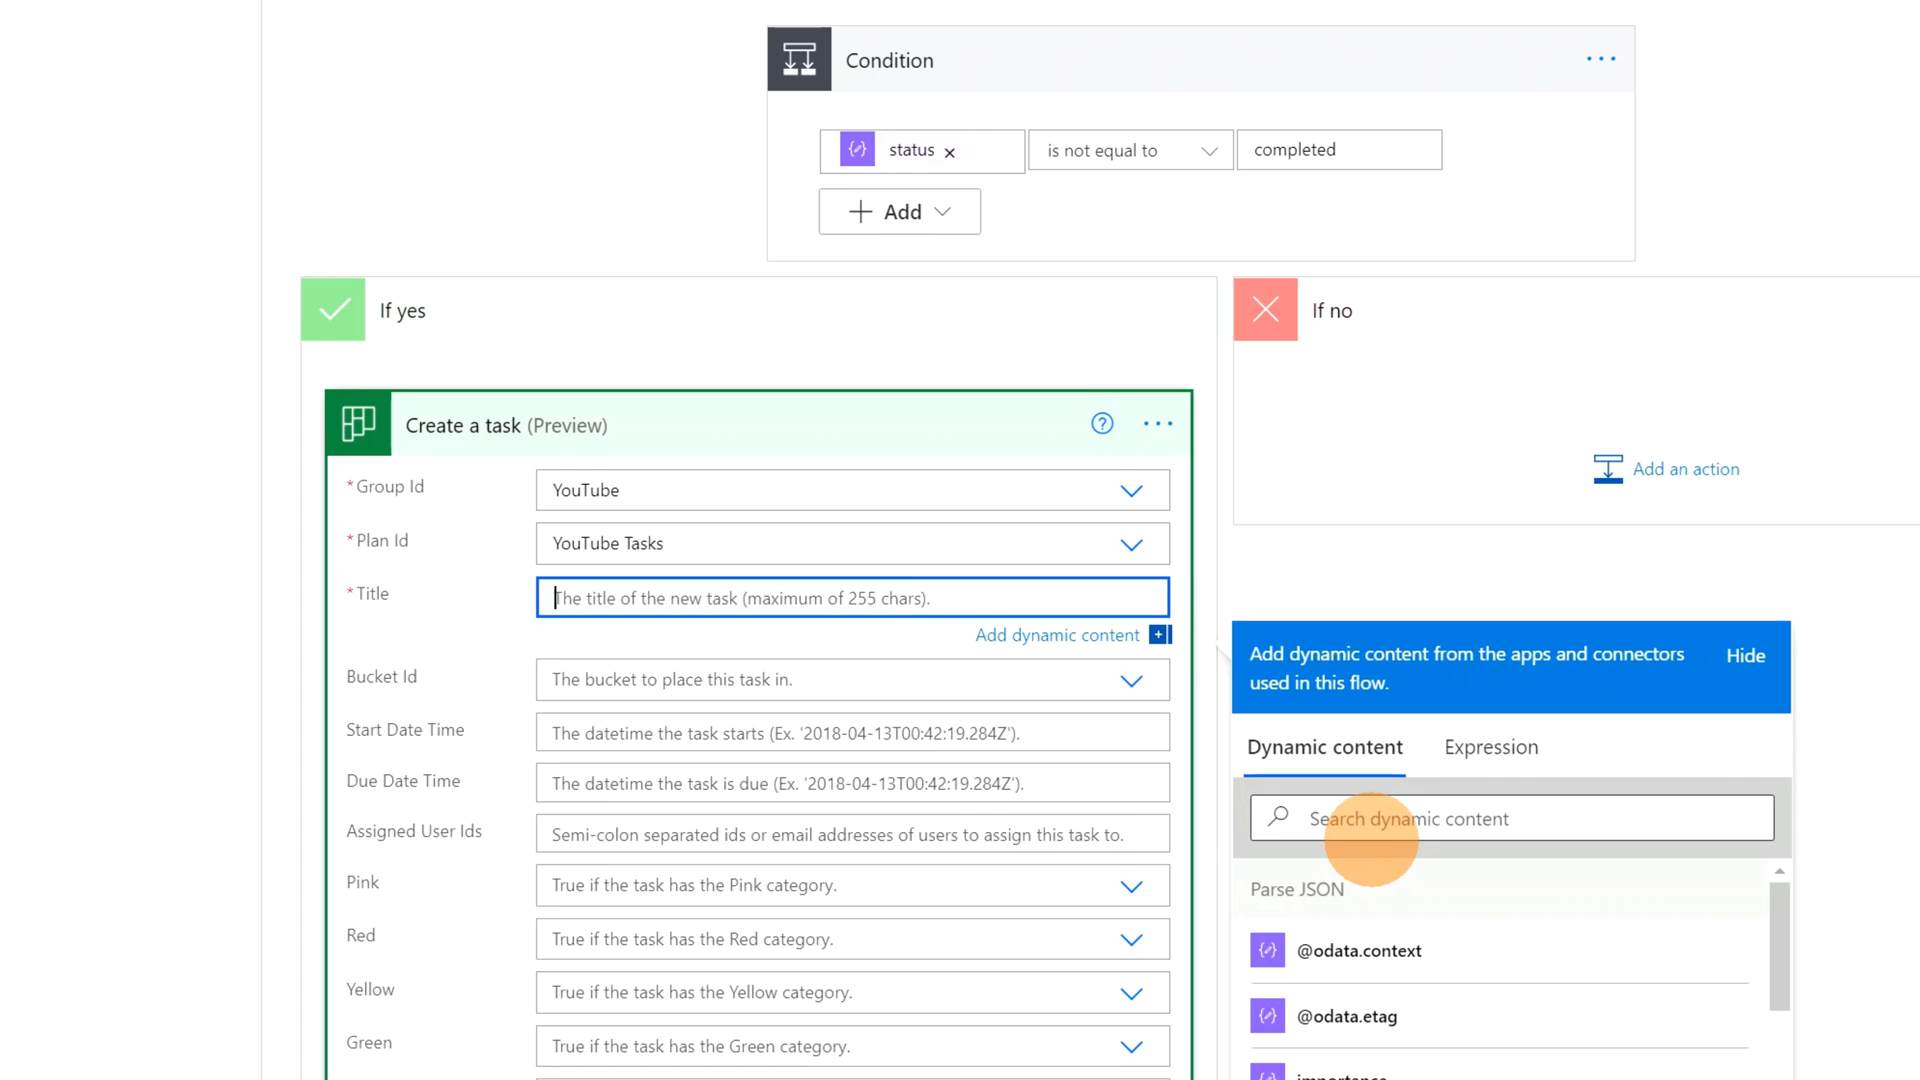 Condition
status
is not equal to
completed
Add
If yes
If no
Create a task (Preview)
* Group Id
YouTube
Add an action
* Plan Id
YouTube Tasks
* Title
The title of the new task (maximum of 255 chars).
Add dynamic content
Bucket Id
The bucket to place this task in.
Start Date Time
The datetime the task starts (Ex. '2018-04-13T00:42:19.284Z').
Due Date Time
The datetime the task is due (Ex. '2018-04-13T00:42:19.284Z').
Assigned User Ids
Semi-colon separated ids or email addresses of users to assign this task to.
Pink
True if the task has the Pink category.
Red
True if the task has the Red category.
Yellow
True if the task has the Yellow category.
Green
True if the task has the Green category.
Add dynamic content from the apps and connectors
used in this flow.
Hide
Dynamic content
Expression
Search dynamic content
Parse JSON
@odata.context
@odata.etag
importance